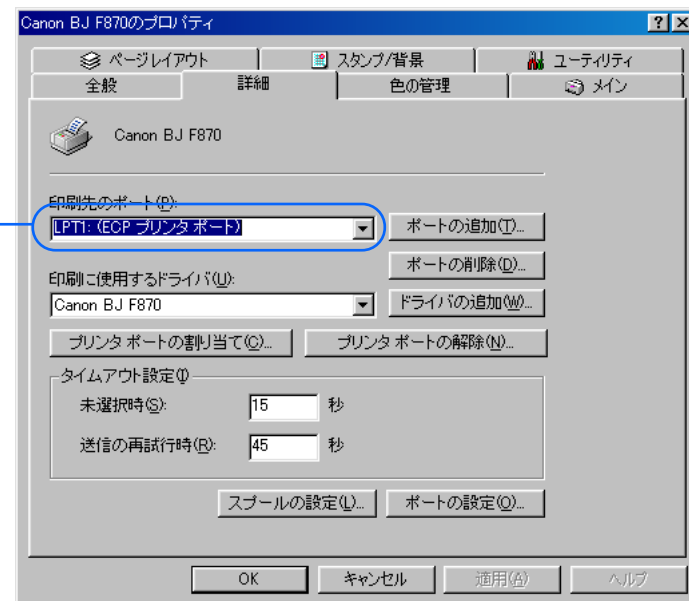 Canon BJ F870のプロパティ
ページレイアウト スタンプ/背景 ユーティリティ
全般 詳細 色の管理 メイン
Canon BJ F870
印刷先のポート(P):
LPT1: (ECP プリンタ ポート) ポートの追加(T)...
ポートの削除(D)...
印刷に使用するドライバ(U):
Canon BJ F870 ドライバの追加(W)...
プリンタ ポートの割り当て(C)... プリンタ ポートの解除(N)...
タイムアウト設定(I)
未選択時(S): 15 秒
送信の再試行時(R): 45 秒
スプールの設定(L)... ポートの設定(O)...
OK キャンセル 適用(A) ヘルプ